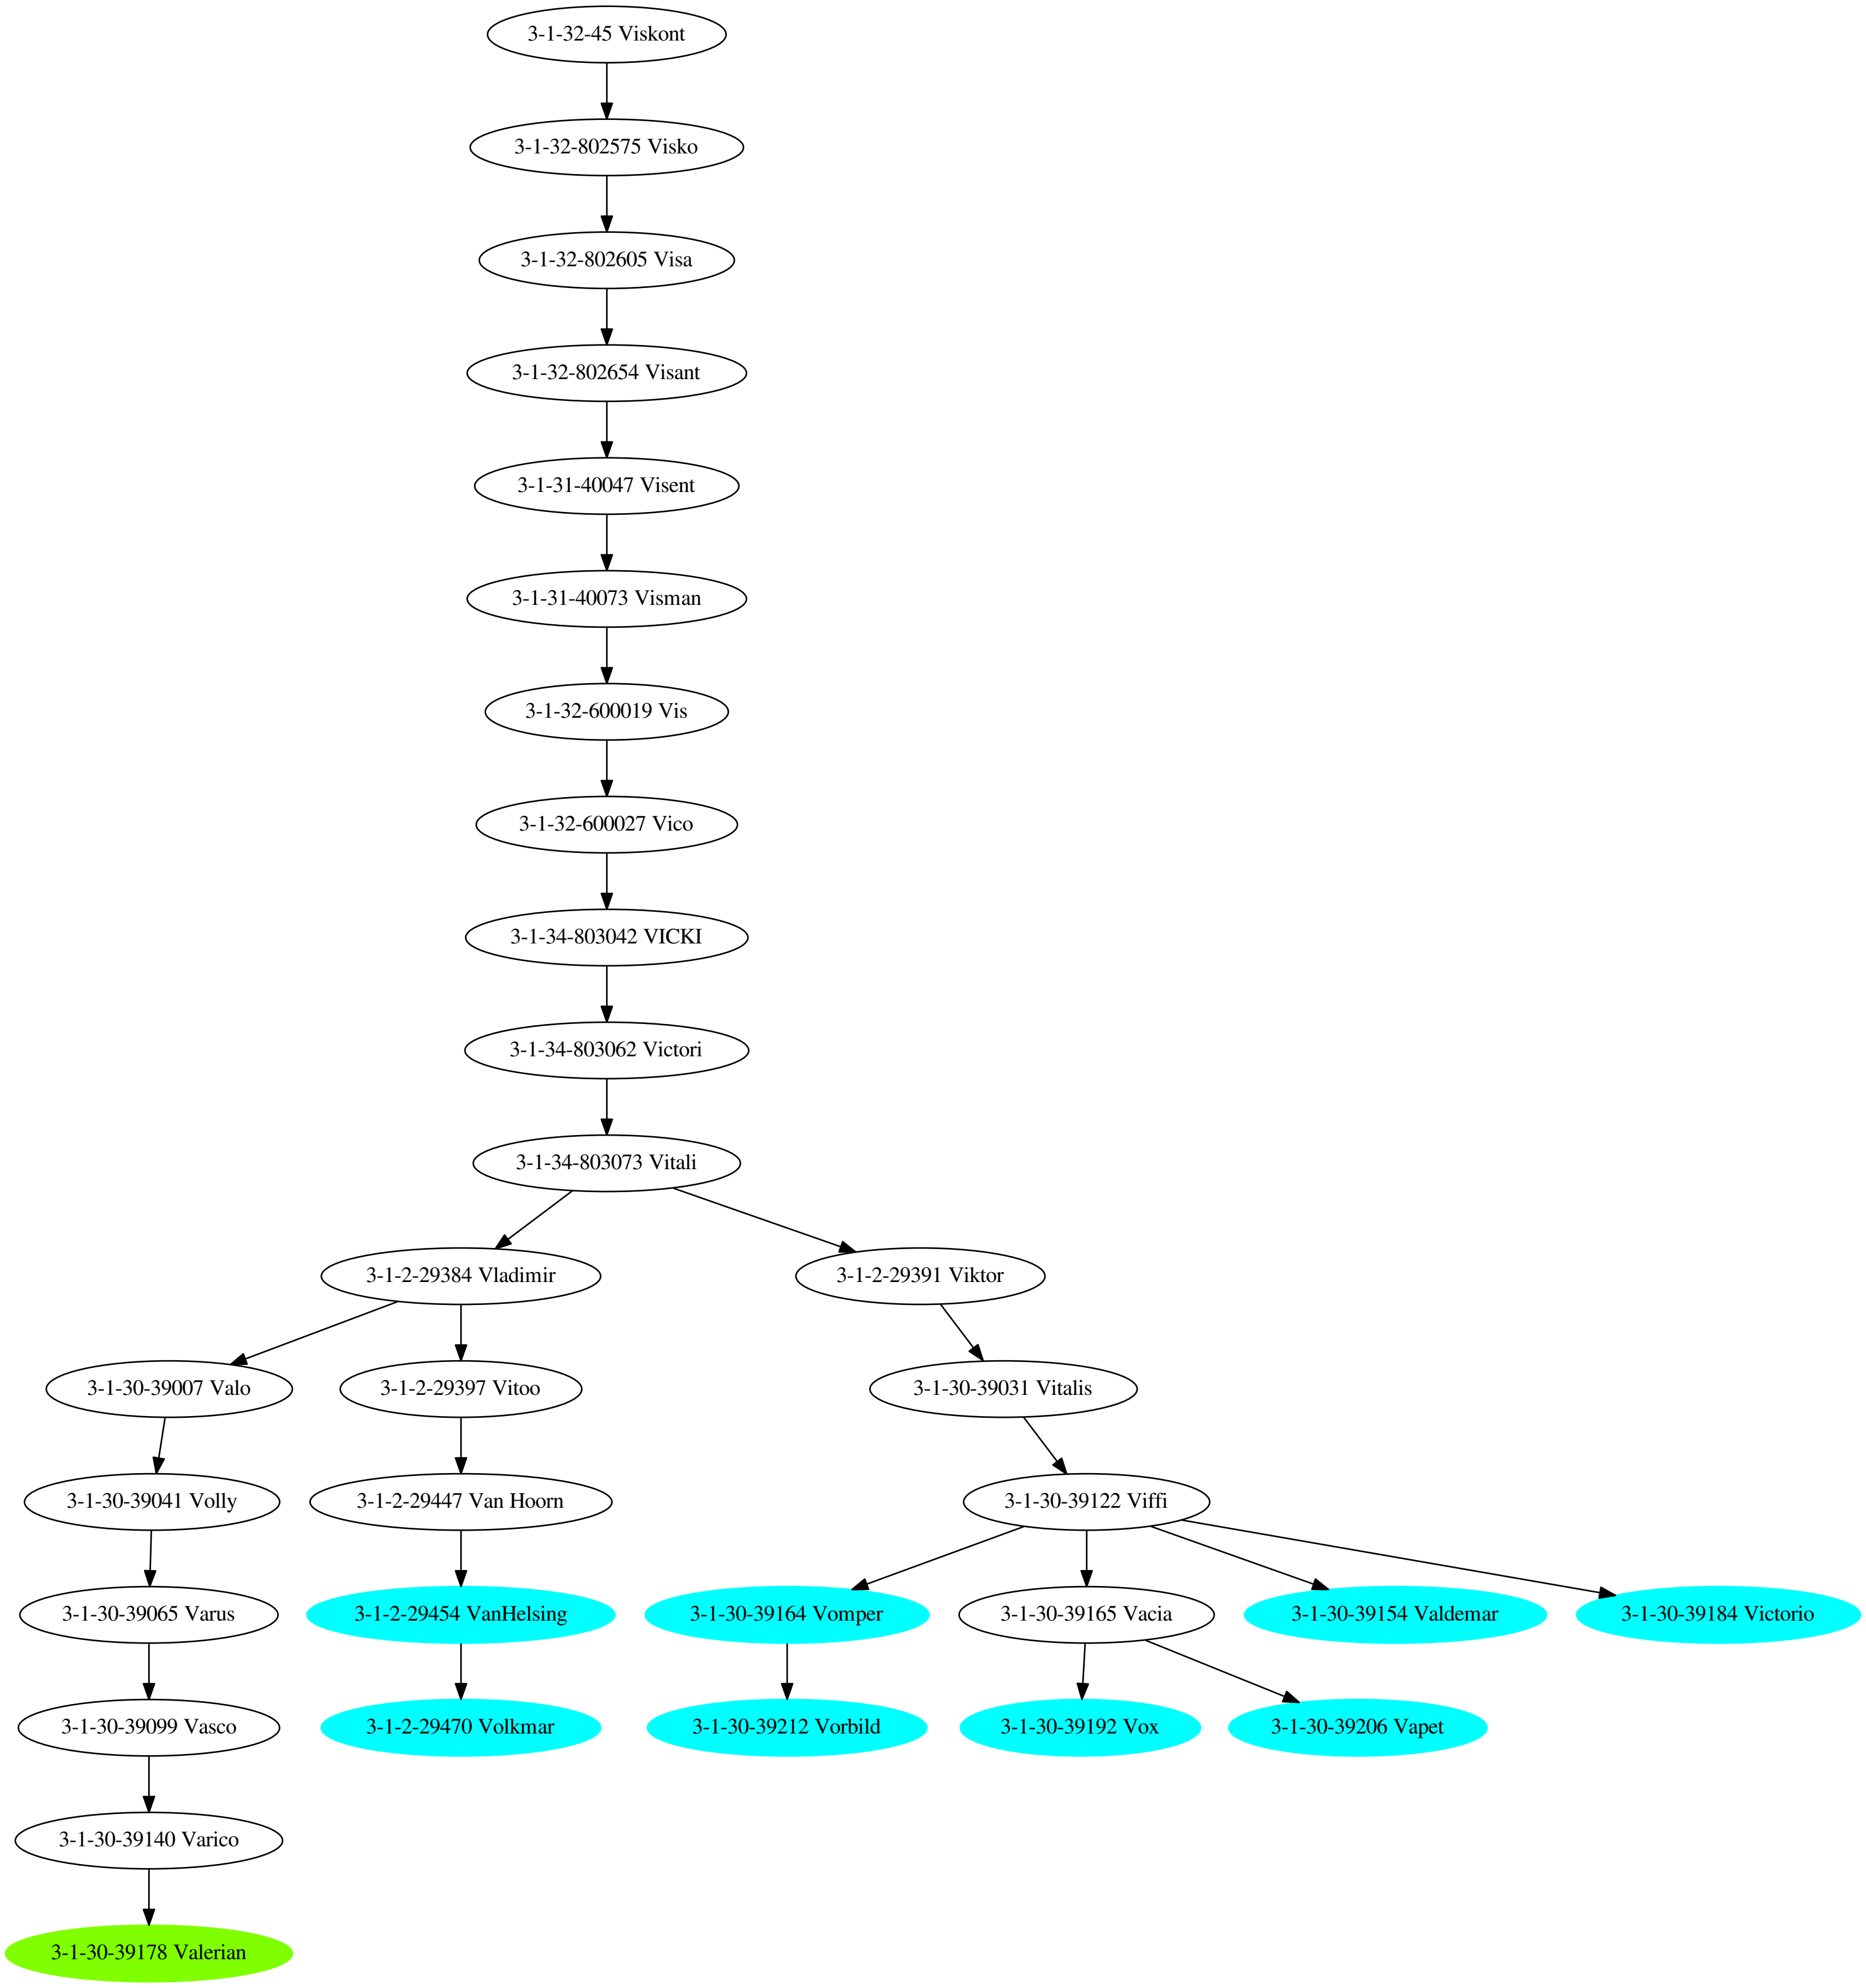 3-1-32-45 Viskont
3-1-32-802575 Visko
3-1-32-802605 Visa
3-1-32-802654 Visant
3-1-31-40047 Visent
3-1-31-40073 Visman
3-1-32-600019 Vis
3-1-32-600027 Vico
3-1-34-803042 VICKI
3-1-34-803062 Victori
3-1-34-803073 Vitali
3-1-2-29384 Vladimir
3-1-2-29391 Viktor
3-1-30-39007 Valo
3-1-2-29397 Vitoo
3-1-30-39031 Vitalis
3-1-30-39041 Volly
3-1-2-29447 Van Hoorn
3-1-30-39122 Viffi
3-1-30-39065 Varus
3-1-2-29454 VanHelsing
3-1-30-39164 Vomper
3-1-30-39165 Vacia
3-1-30-39154 Valdemar
3-1-30-39184 Victorio
3-1-30-39099 Vasco
3-1-2-29470 Volkmar
3-1-30-39212 Vorbild
3-1-30-39192 Vox
3-1-30-39206 Vapet
3-1-30-39140 Varico
3-1-30-39178 Valerian